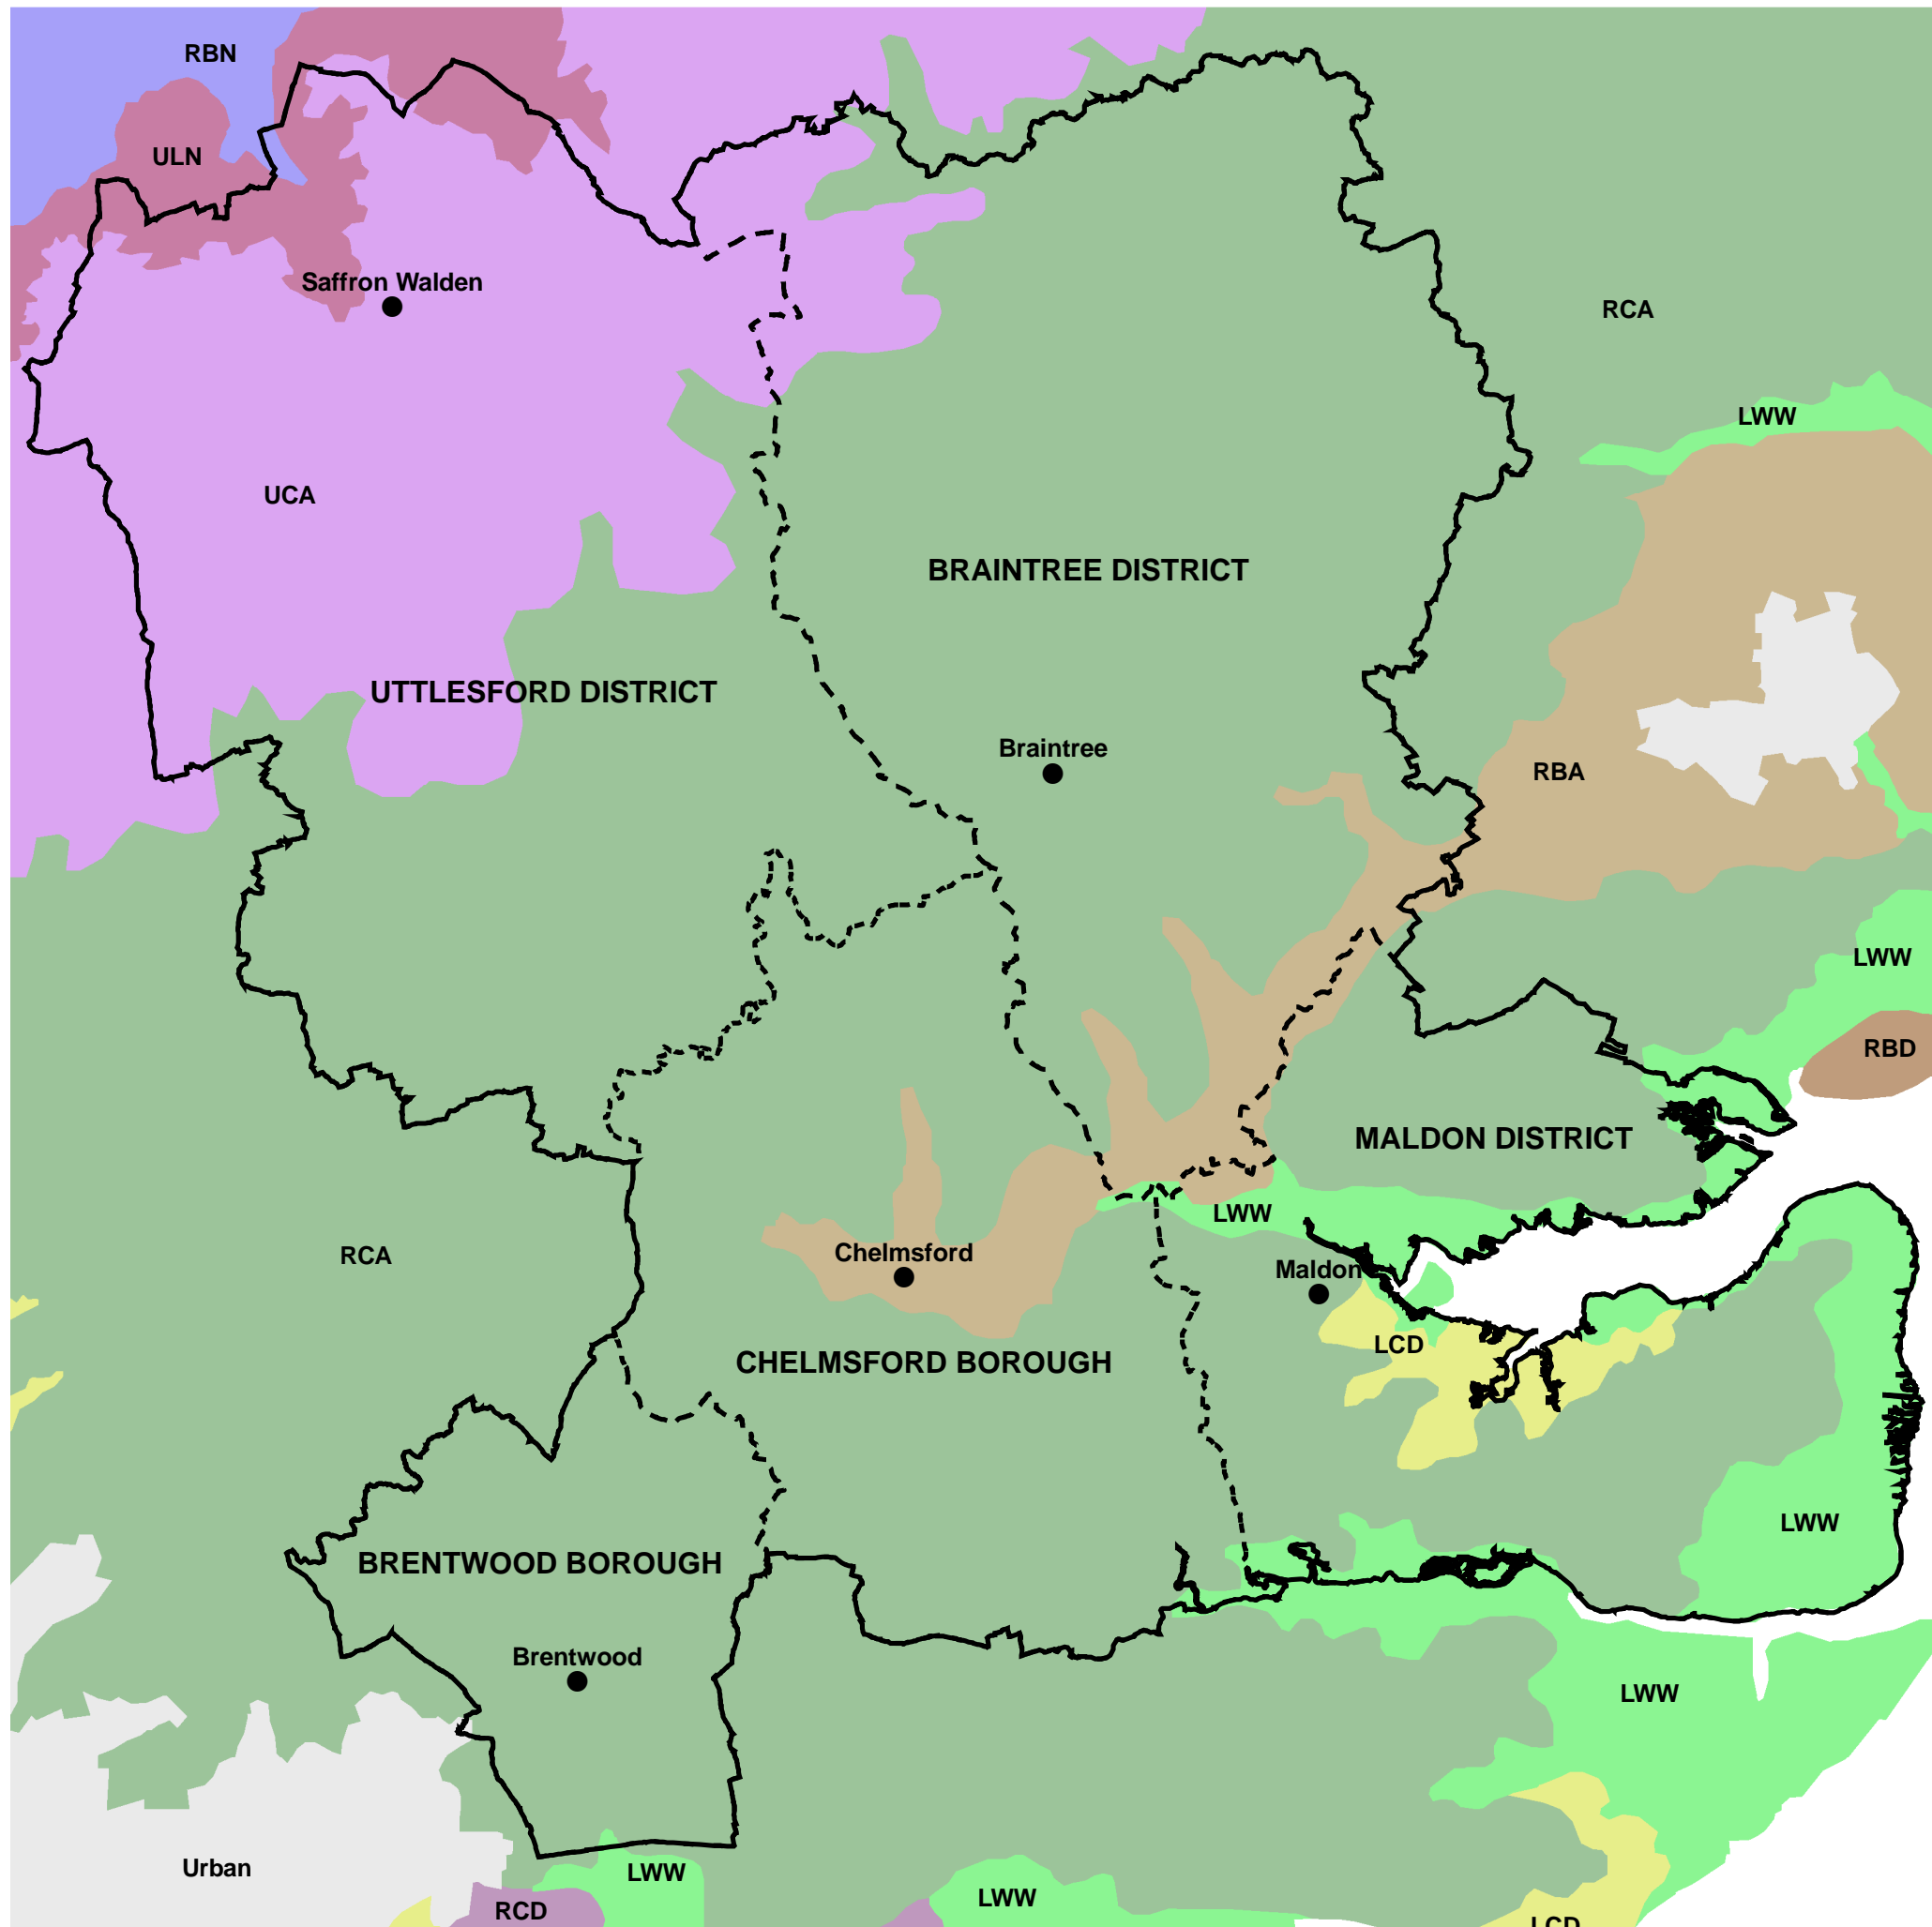 RBN
ULN
Saffron Walden
RCA
LWW
UCA
BRAINTREE DISTRICT
UTTLESFORD DISTRICT
Braintree
RBA
LWW
RBD
MALDON DISTRICT
LWW
Chelmsford
RCA
Maldon
LCD
CHELMSFORD BOROUGH
LWW
BRENTWOOD BOROUGH
Brentwood
LWW
Urban
LWW
LWW
RCD
LCD